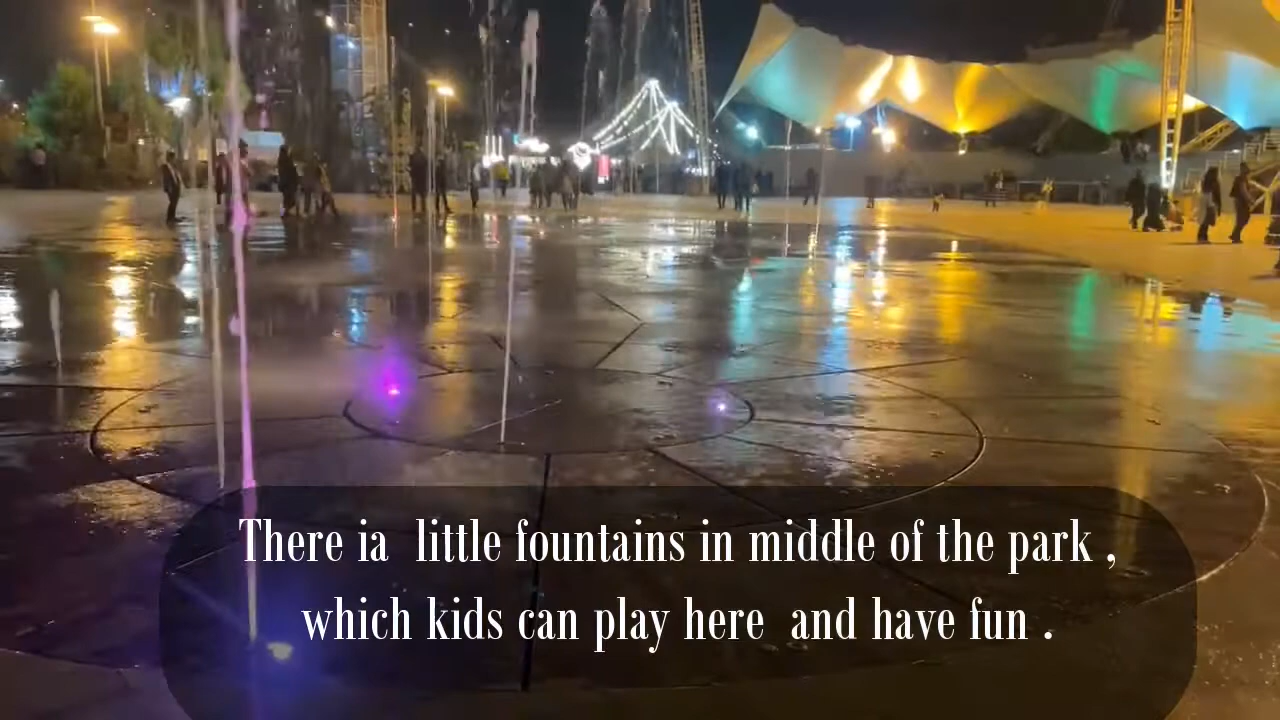 There ia  little fountains in middle of the park ,
which kids can play here  and have fun .